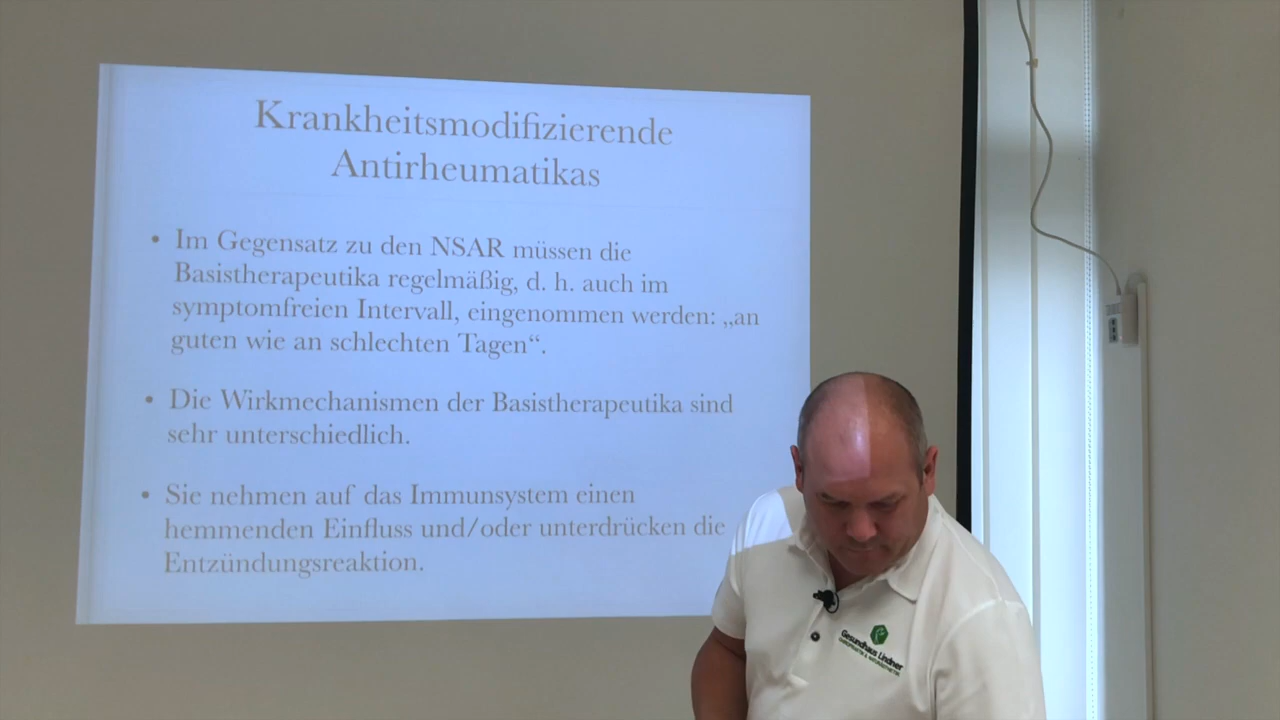 Krankheitsmodifizierende
Antirheumatikas
• Im Gegensatz zu den NSAR müssen die
Basistherapeutika regelmäßig, d. h. auch im
symptomfreien Intervall, eingenommen werden: „an
guten wie an schlechten Tagen“.
• Die Wirkmechanismen der Basistherapeutika sind
sehr unterschiedlich.
• Sie nehmen auf das Immunsystem einen
hemmenden Einfluss und/oder unterdrücken die
Entzündungsreaktion.
Gesundhaus Lindner